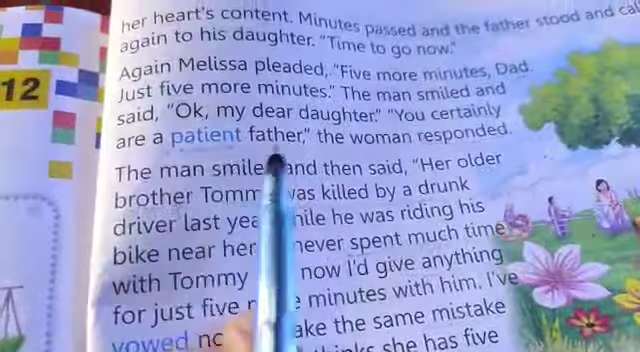 12
her heart's content. Minutes passed and the father stood and
again to his daughter. "Time to go now."
Again Melissa pleaded, "Five more minutes, Dad.
Just five more minutes." The man smiled and
said, "Ok, my dear daughter." "You certainly
are a patient father," the woman responded.
The man smile and then said, "Her older
brother Tomm was killed by a drunk
driver last yea hile he was riding his
bike near her never spent much time
with Tommy now I'd give anything
for just five minutes with him. I've
vowed ake the same mistake
she has five